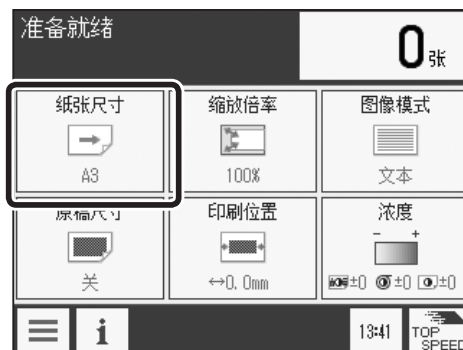 准备就绪
0张
纸张尺寸
缩放倍率
图像模式
A3
100%
文本
原稿尺寸
印刷位置
浓度
- +
关
↔0.0mm
±0 ±0 ±0
i
13:41
TOP
SPEED